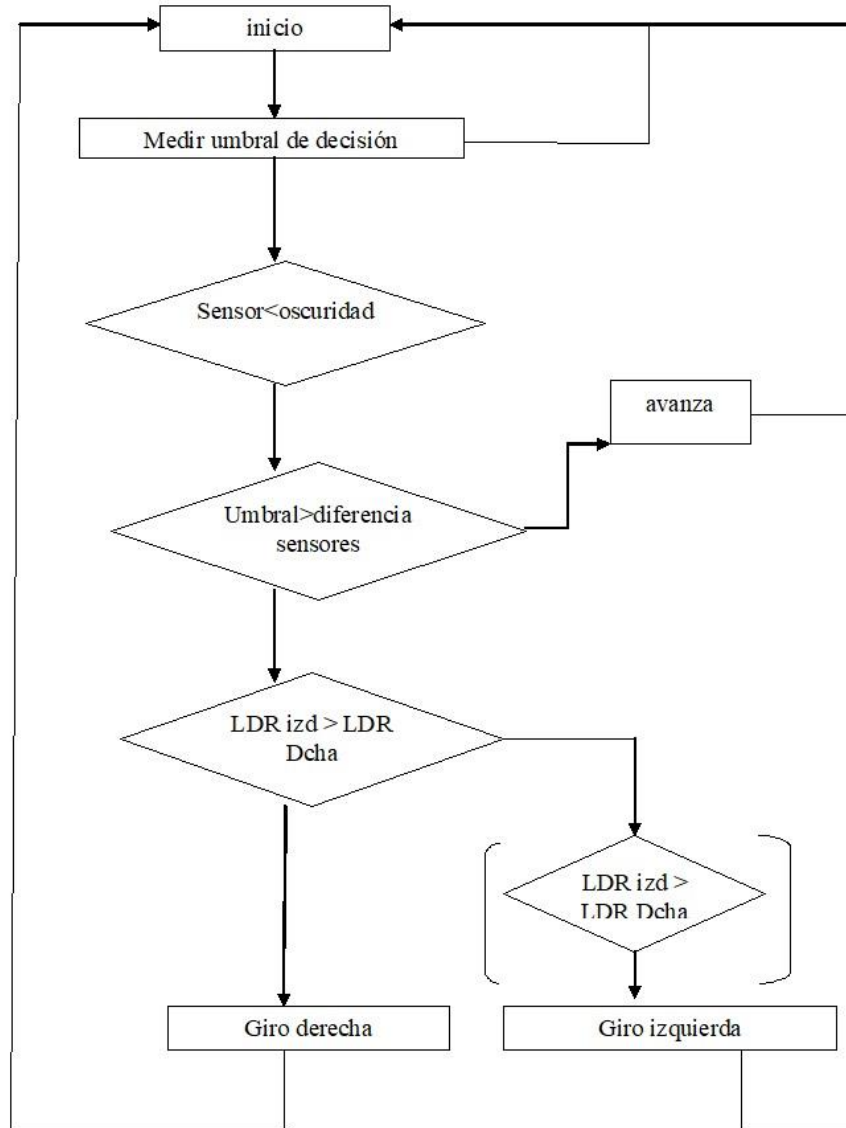 inicio
Medir umbral de decisión
Sensor<oscuridad
avanza
Umbral>diferencia
sensores
LDR izd > LDR
Dcha
LDR izd >
LDR Dcha
Giro derecha
Giro izquierda